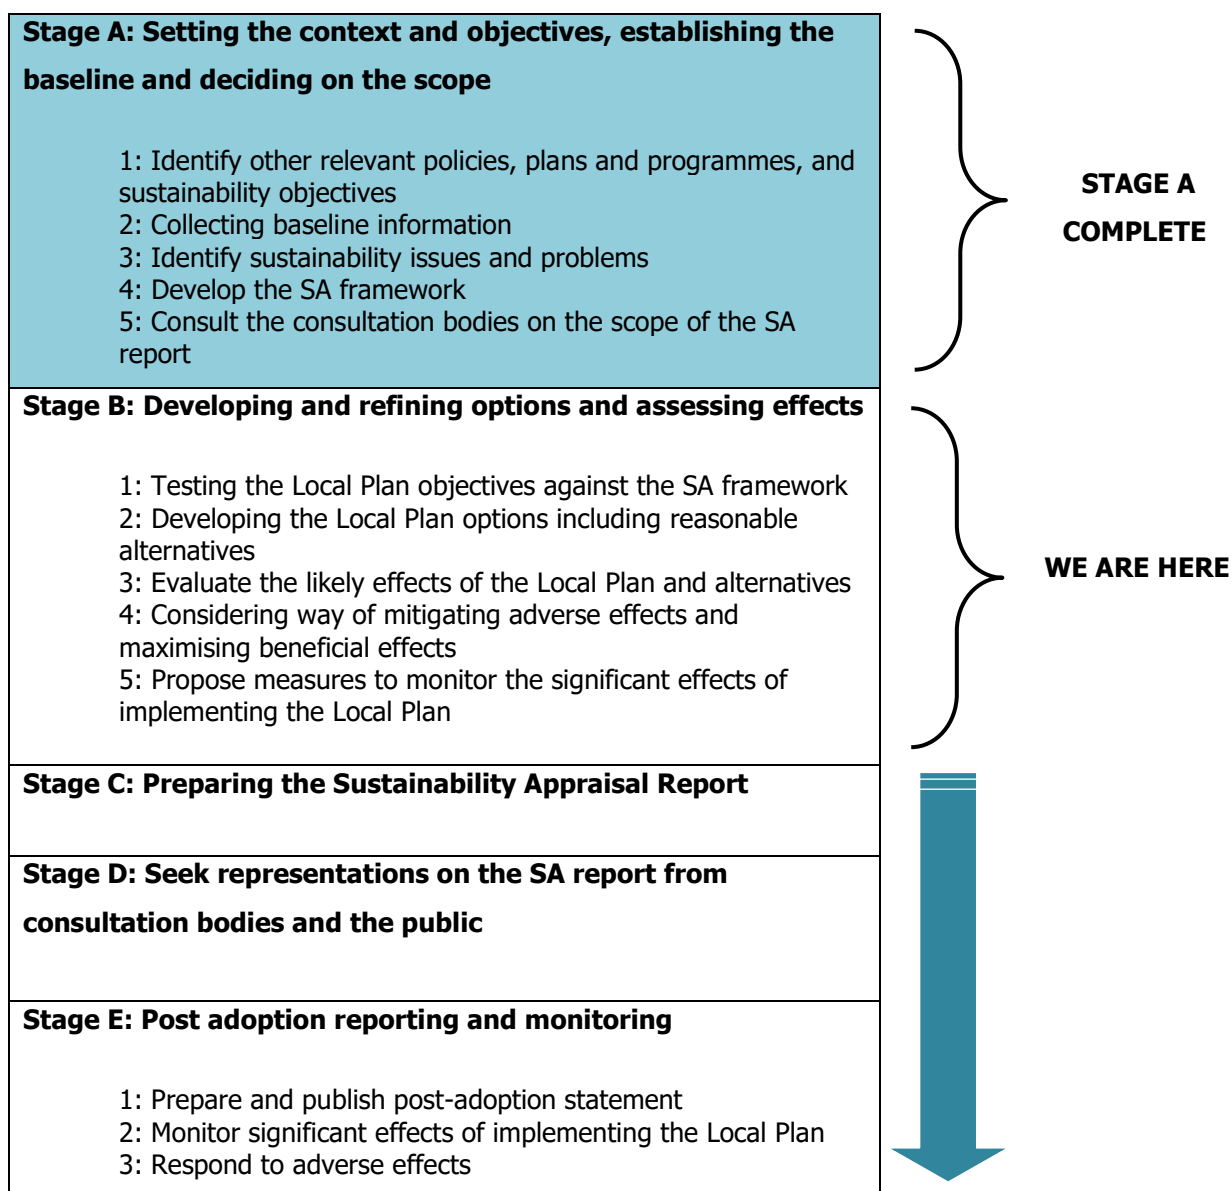 Stage A: Setting the context and objectives, establishing the
baseline and deciding on the scope
1: Identify other relevant policies, plans and programmes, and
sustainability objectives
2: Collecting baseline information
3: Identify sustainability issues and problems
4: Develop the SA framework
5: Consult the consultation bodies on the scope of the SA
report
STAGE A
COMPLETE
Stage B: Developing and refining options and assessing effects
1: Testing the Local Plan objectives against the SA framework
2: Developing the Local Plan options including reasonable
alternatives
3: Evaluate the likely effects of the Local Plan and alternatives
4: Considering way of mitigating adverse effects and
maximising beneficial effects
5: Propose measures to monitor the significant effects of
implementing the Local Plan
WE ARE HERE
Stage C: Preparing the Sustainability Appraisal Report
Stage D: Seek representations on the SA report from
consultation bodies and the public
Stage E: Post adoption reporting and monitoring
1: Prepare and publish post-adoption statement
2: Monitor significant effects of implementing the Local Plan
3: Respond to adverse effects